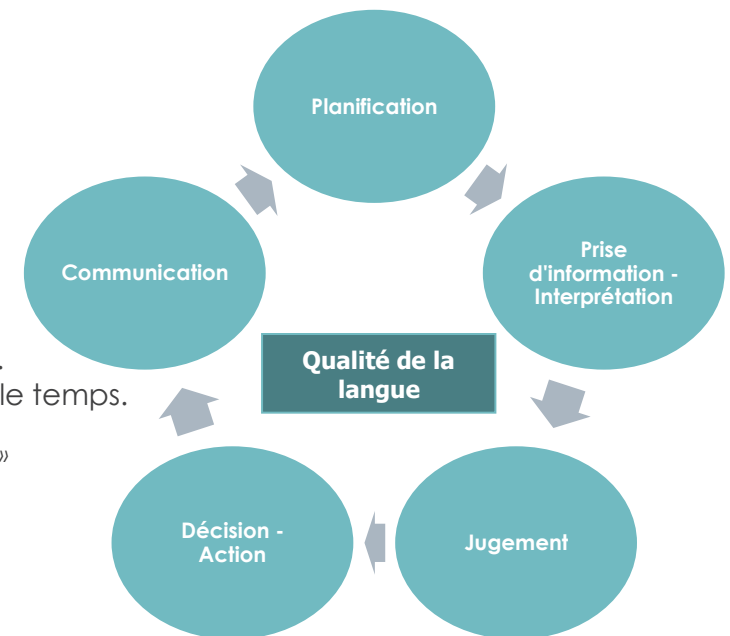 Planification
Communication
Prise
d'information -
Interprétation
Qualité de la
langue
.
le temps.
»
Décision -
Action
Jugement